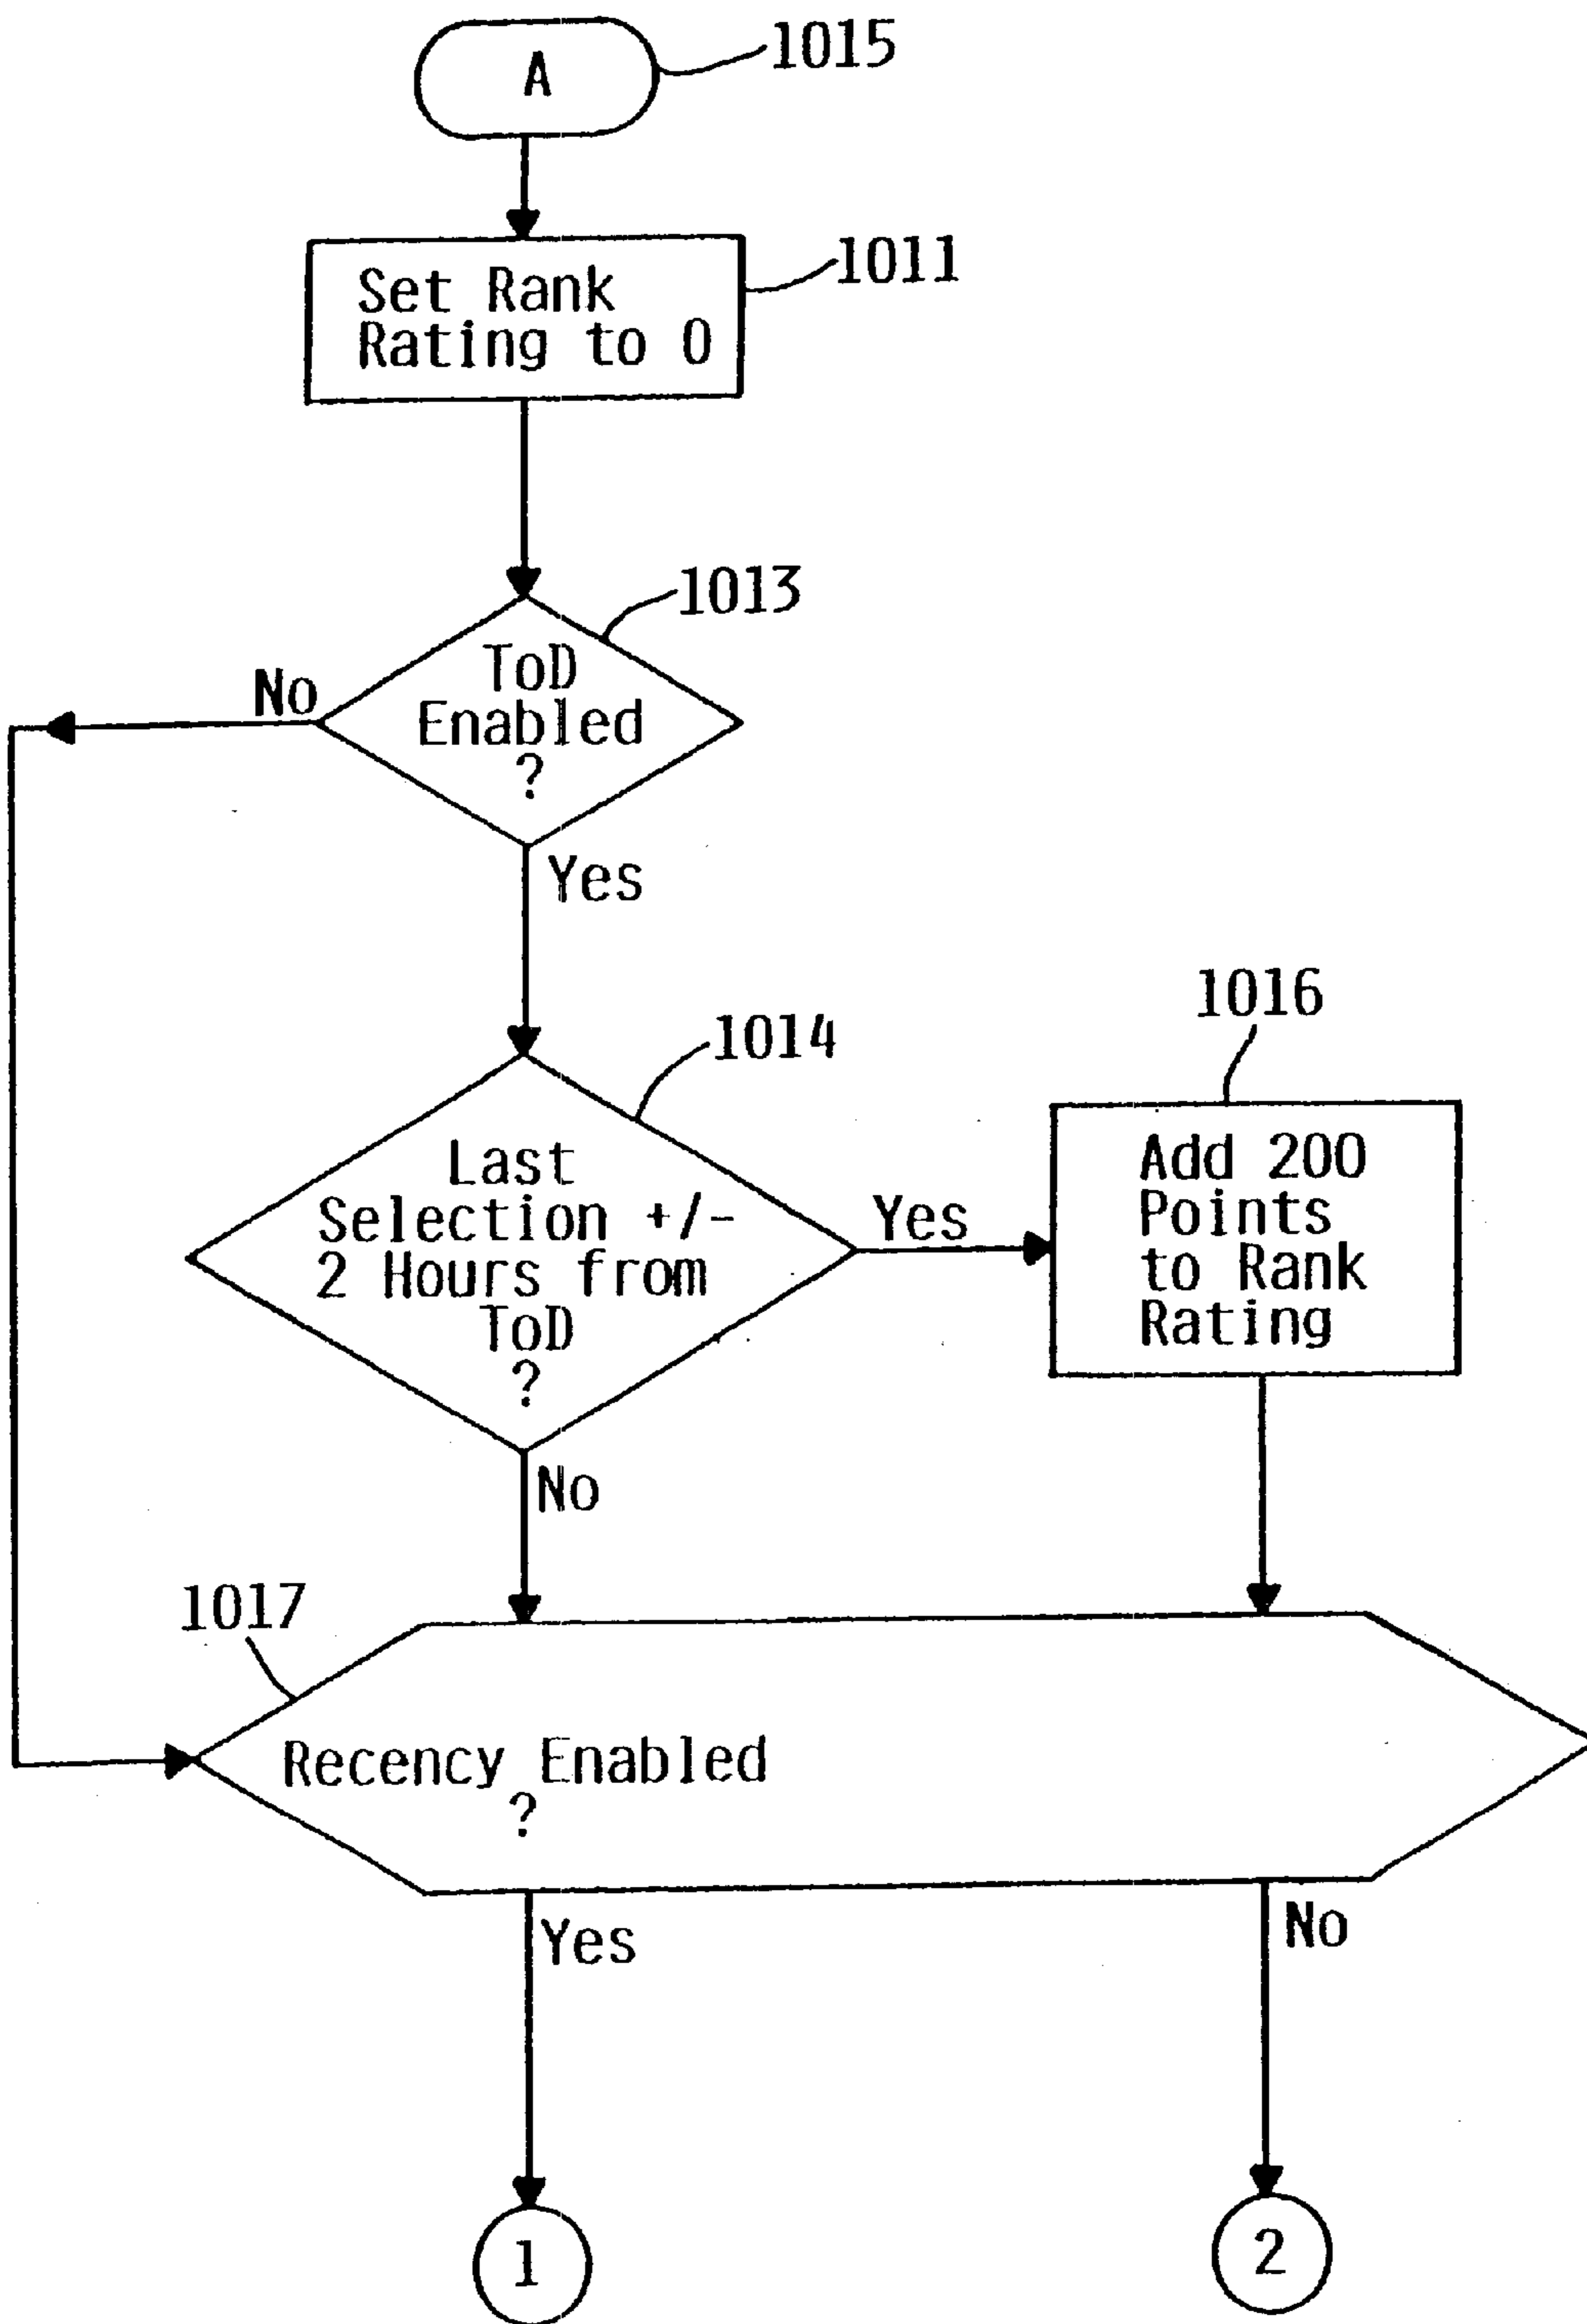 A
1015
Set Rank
Rating to 0
1011
1013
ToD
Enabled
?
No
Yes
1014
Last
Selection +/-
2 Hours from
ToD
?
Yes
1016
Add 200
Points
to Rank
Rating
No
1017
Recency Enabled
?
Yes
No
1
2